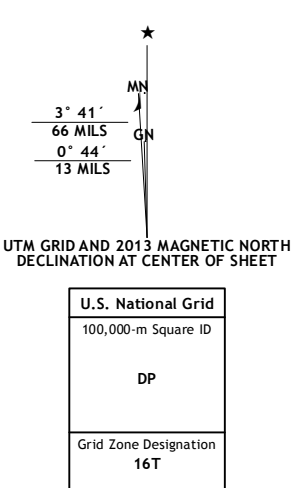 ★
MN
3° 41´
66 MILS
GN
0° 44´
13 MILS
UTM GRID AND 2013 MAGNETIC NORTH
DECLINATION AT CENTER OF SHEET
U.S. National Grid
100,000-m Square ID
DP
Grid Zone Designation
16T